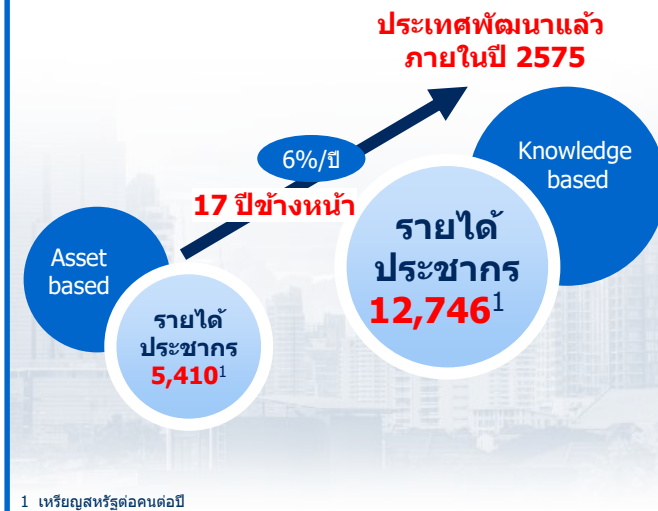 ประเทศพัฒนาแล้ว
ภายในปี 2575
6%/ปี
17 ปีข้างหน้า
Knowledge
based
รายได้
ประชากร
12,746¹
Asset
based
รายได้
ประชากร
5,410¹
1 เหรียญสหรัฐต่อคนต่อปี